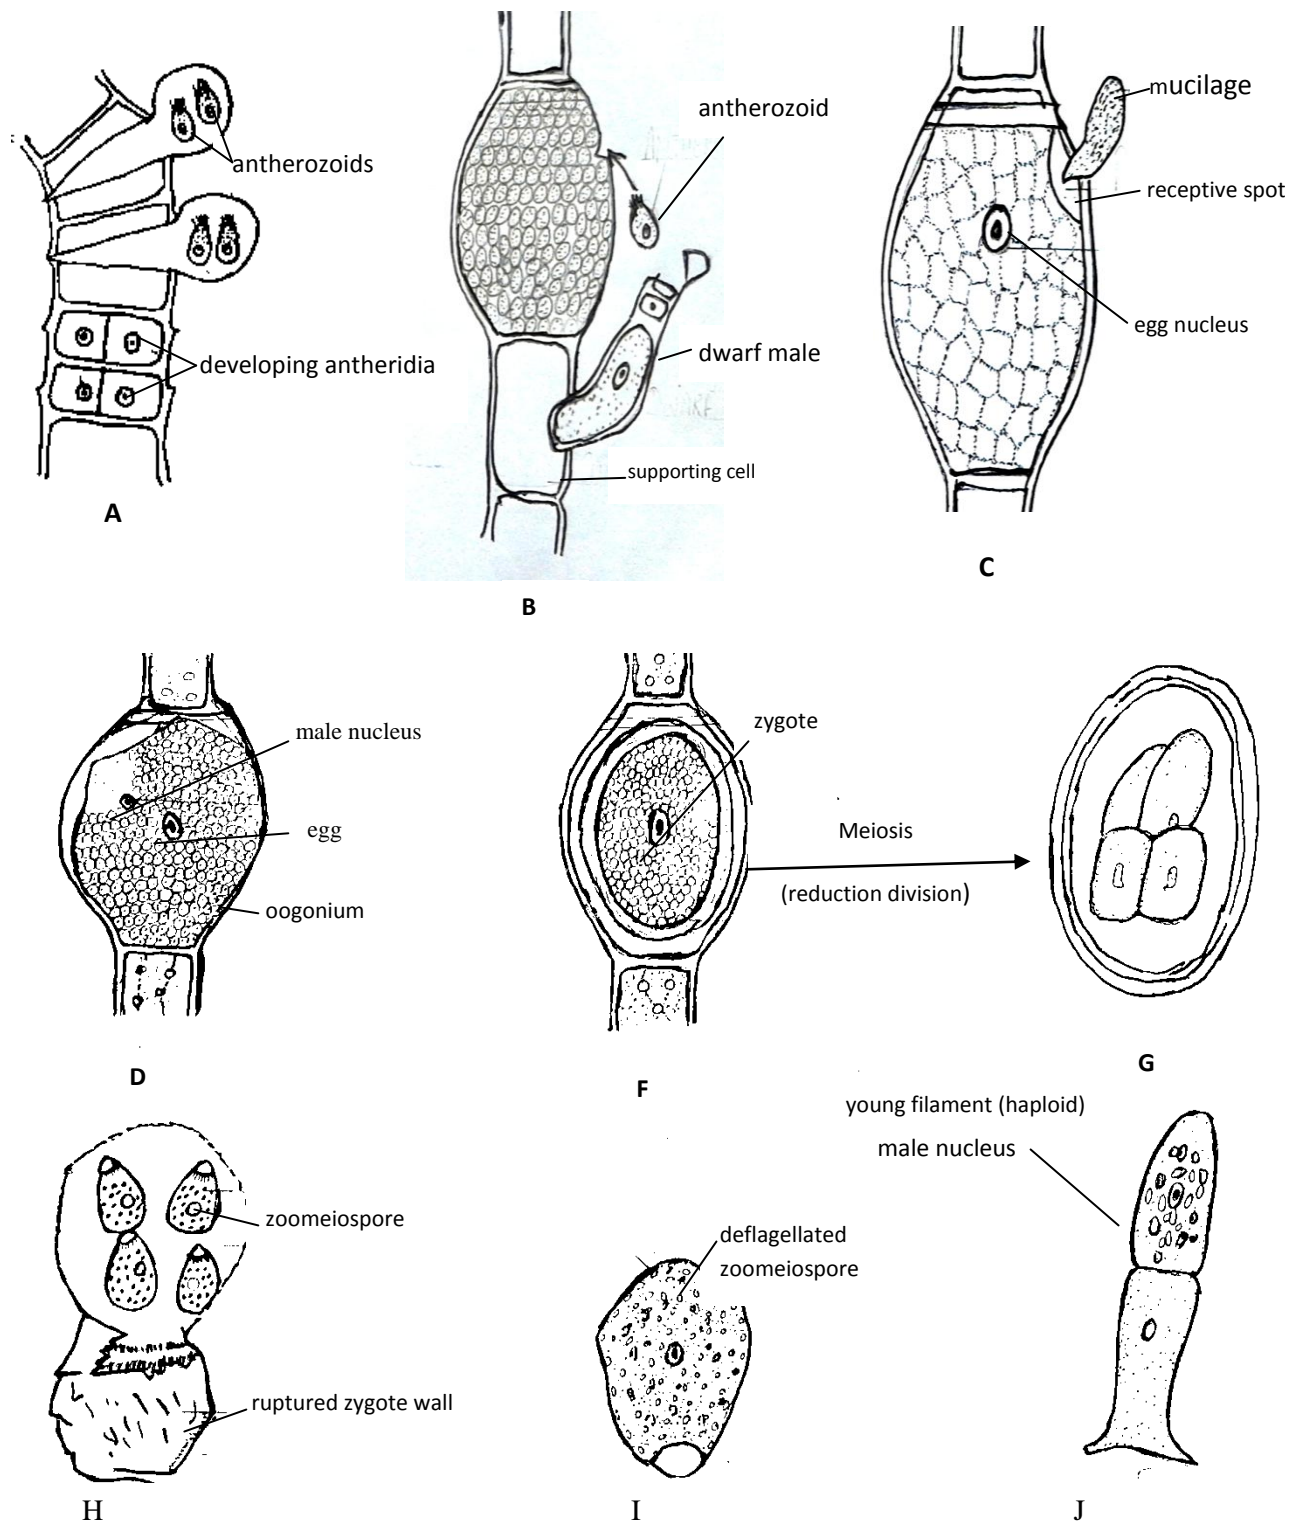 mucilage
antherozoid
antherozoids
receptive spot
egg nucleus
developing antheridia
dwarf male
supporting cell
A
B
C
male nucleus
egg
oogonium
zygote
Meiosis
(reduction division)
D
F
G
zoomeiospore
ruptured zygote wall
deflagellated
zoomeiospore
young filament (haploid)
male nucleus
H
I
J